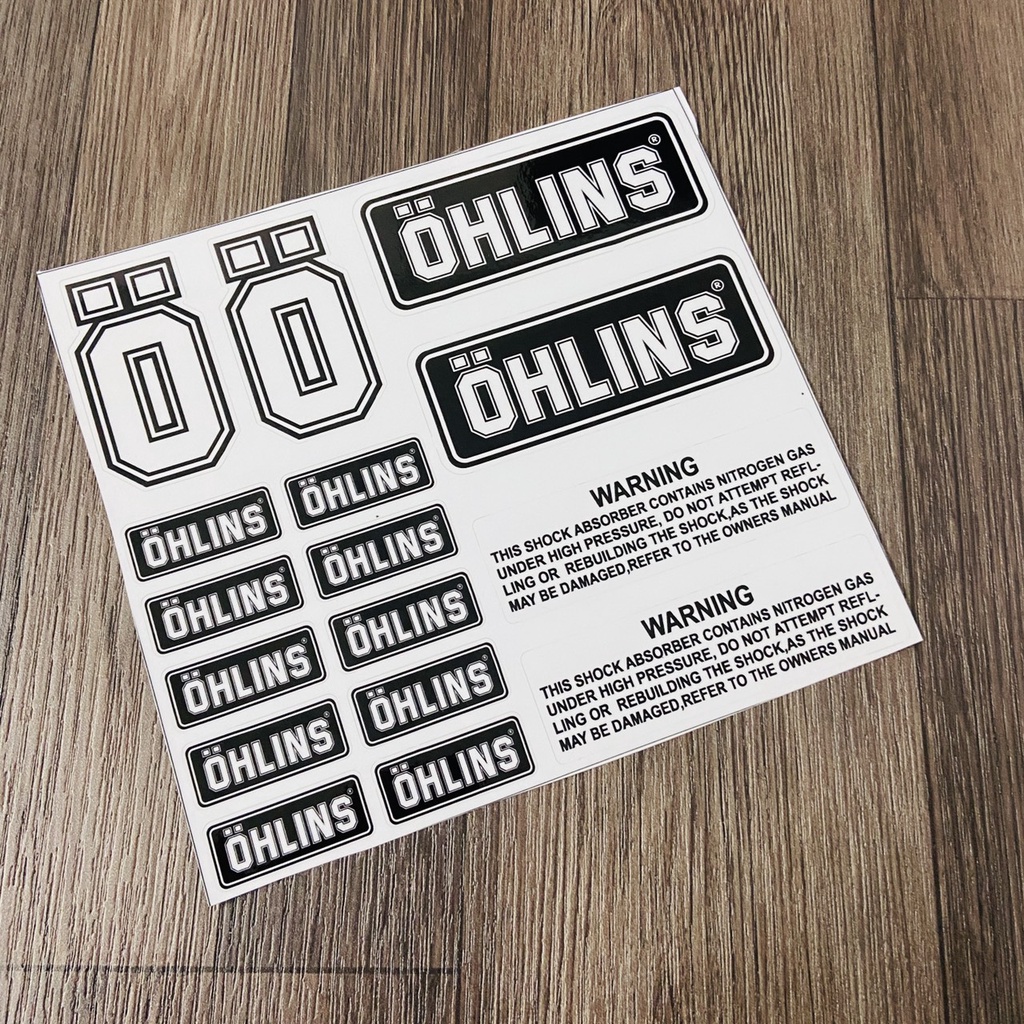 Ö Ö
ÖHLINS®
ÖHLINS®
ÖHLINS®
ÖHLINS®
ÖHLINS®
ÖHLINS®
ÖHLINS®
ÖHLINS®
ÖHLINS®
ÖHLINS®
ÖHLINS®
ÖHLINS®
WARNING
THIS SHOCK ABSORBER CONTAINS NITROGEN GAS
UNDER HIGH PRESSURE, DO NOT ATTEMPT REFL-
LING OR REBUILDING THE SHOCK,AS THE SHOCK
MAY BE DAMAGED,REFER TO THE OWNERS MANUAL
WARNING
THIS SHOCK ABSORBER CONTAINS NITROGEN GAS
UNDER HIGH PRESSURE, DO NOT ATTEMPT REFL-
LING OR REBUILDING THE SHOCK,AS THE SHOCK
MAY BE DAMAGED,REFER TO THE OWNERS MANUAL